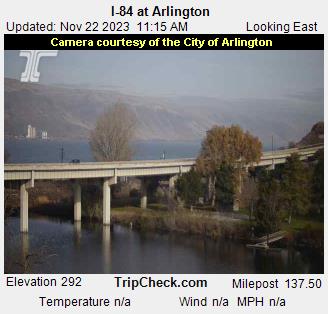 I-84 at Arlington
Updated: Nov 22 2023 11:15 AM Looking East
Camera courtesy of the City of Arlington
Elevation 292 TripCheck.com Milepost 137.50
Temperature n/a Wind n/a MPH n/a